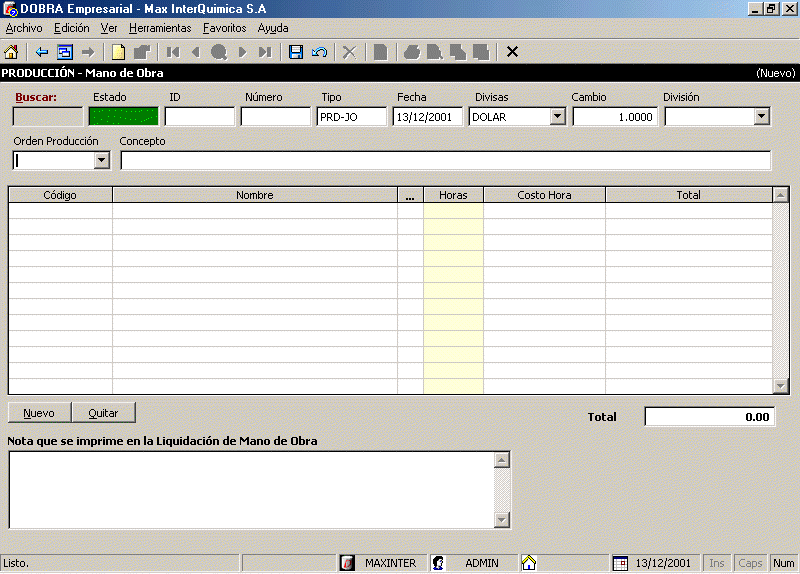 DOBRA Empresarial - Max InterQuimica S.A
Archivo Edición Ver Herramientas Favoritos Ayuda
PRODUCCIÓN - Mano de Obra (Nuevo)
Buscar: Estado ID Número Tipo Fecha Divisas Cambio División
PRD-JO 13/12/2001 DOLAR 1.0000
Orden Producción Concepto
Código Nombre ... Horas Costo Hora Total
Nuevo Quitar Total 0.00
Nota que se imprime en la Liquidación de Mano de Obra
Listo. MAXINTER ADMIN 13/12/2001 Ins Caps Num